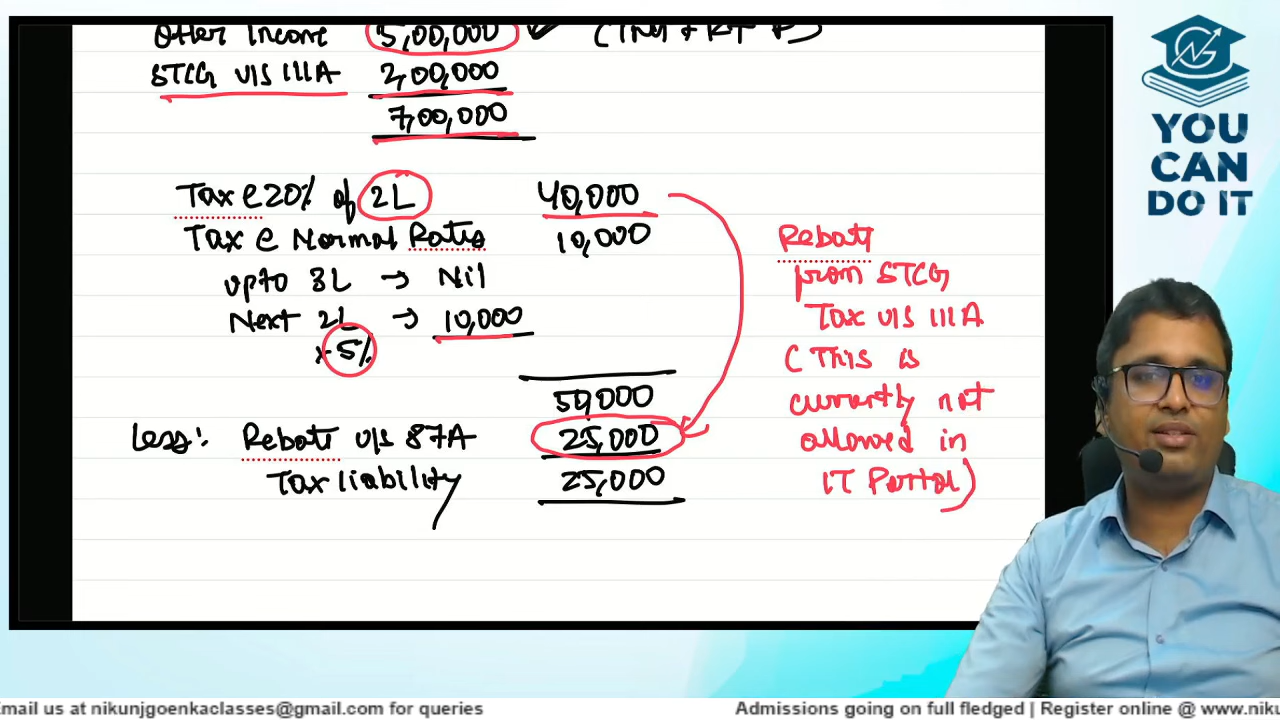 Other Income 5,00,000
STCG U/S 111A 2,00,000
7,00,000
Tax @ 20% of 2L 40,000
Tax @ Normal Rates 10,000
upto 3L → Nil
Next 2L → 10,000
x 5%
50,000
Less: Rebate u/s 87A 25,000
Tax liability 25,000
Rebate
from STCG
Tax u/s 111A
(This is
currently not
allowed in
IT Portal)
NG
YOU
CAN
DO IT
Email us at nikunjgoenkaclasses@gmail.com for queries
Admissions going on full fledged | Register online @ www.niku